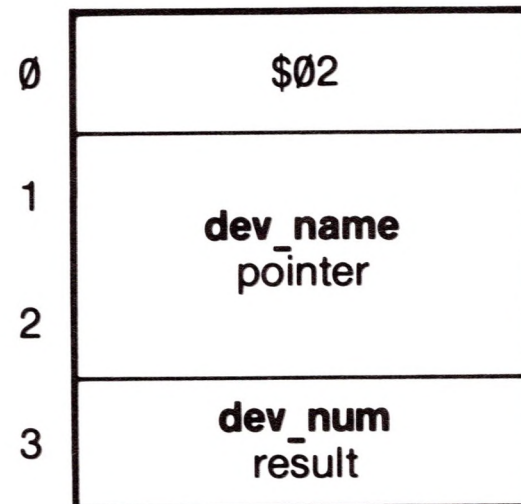 Ø
$Ø2
1
dev_name
pointer
2
dev_num
3
result